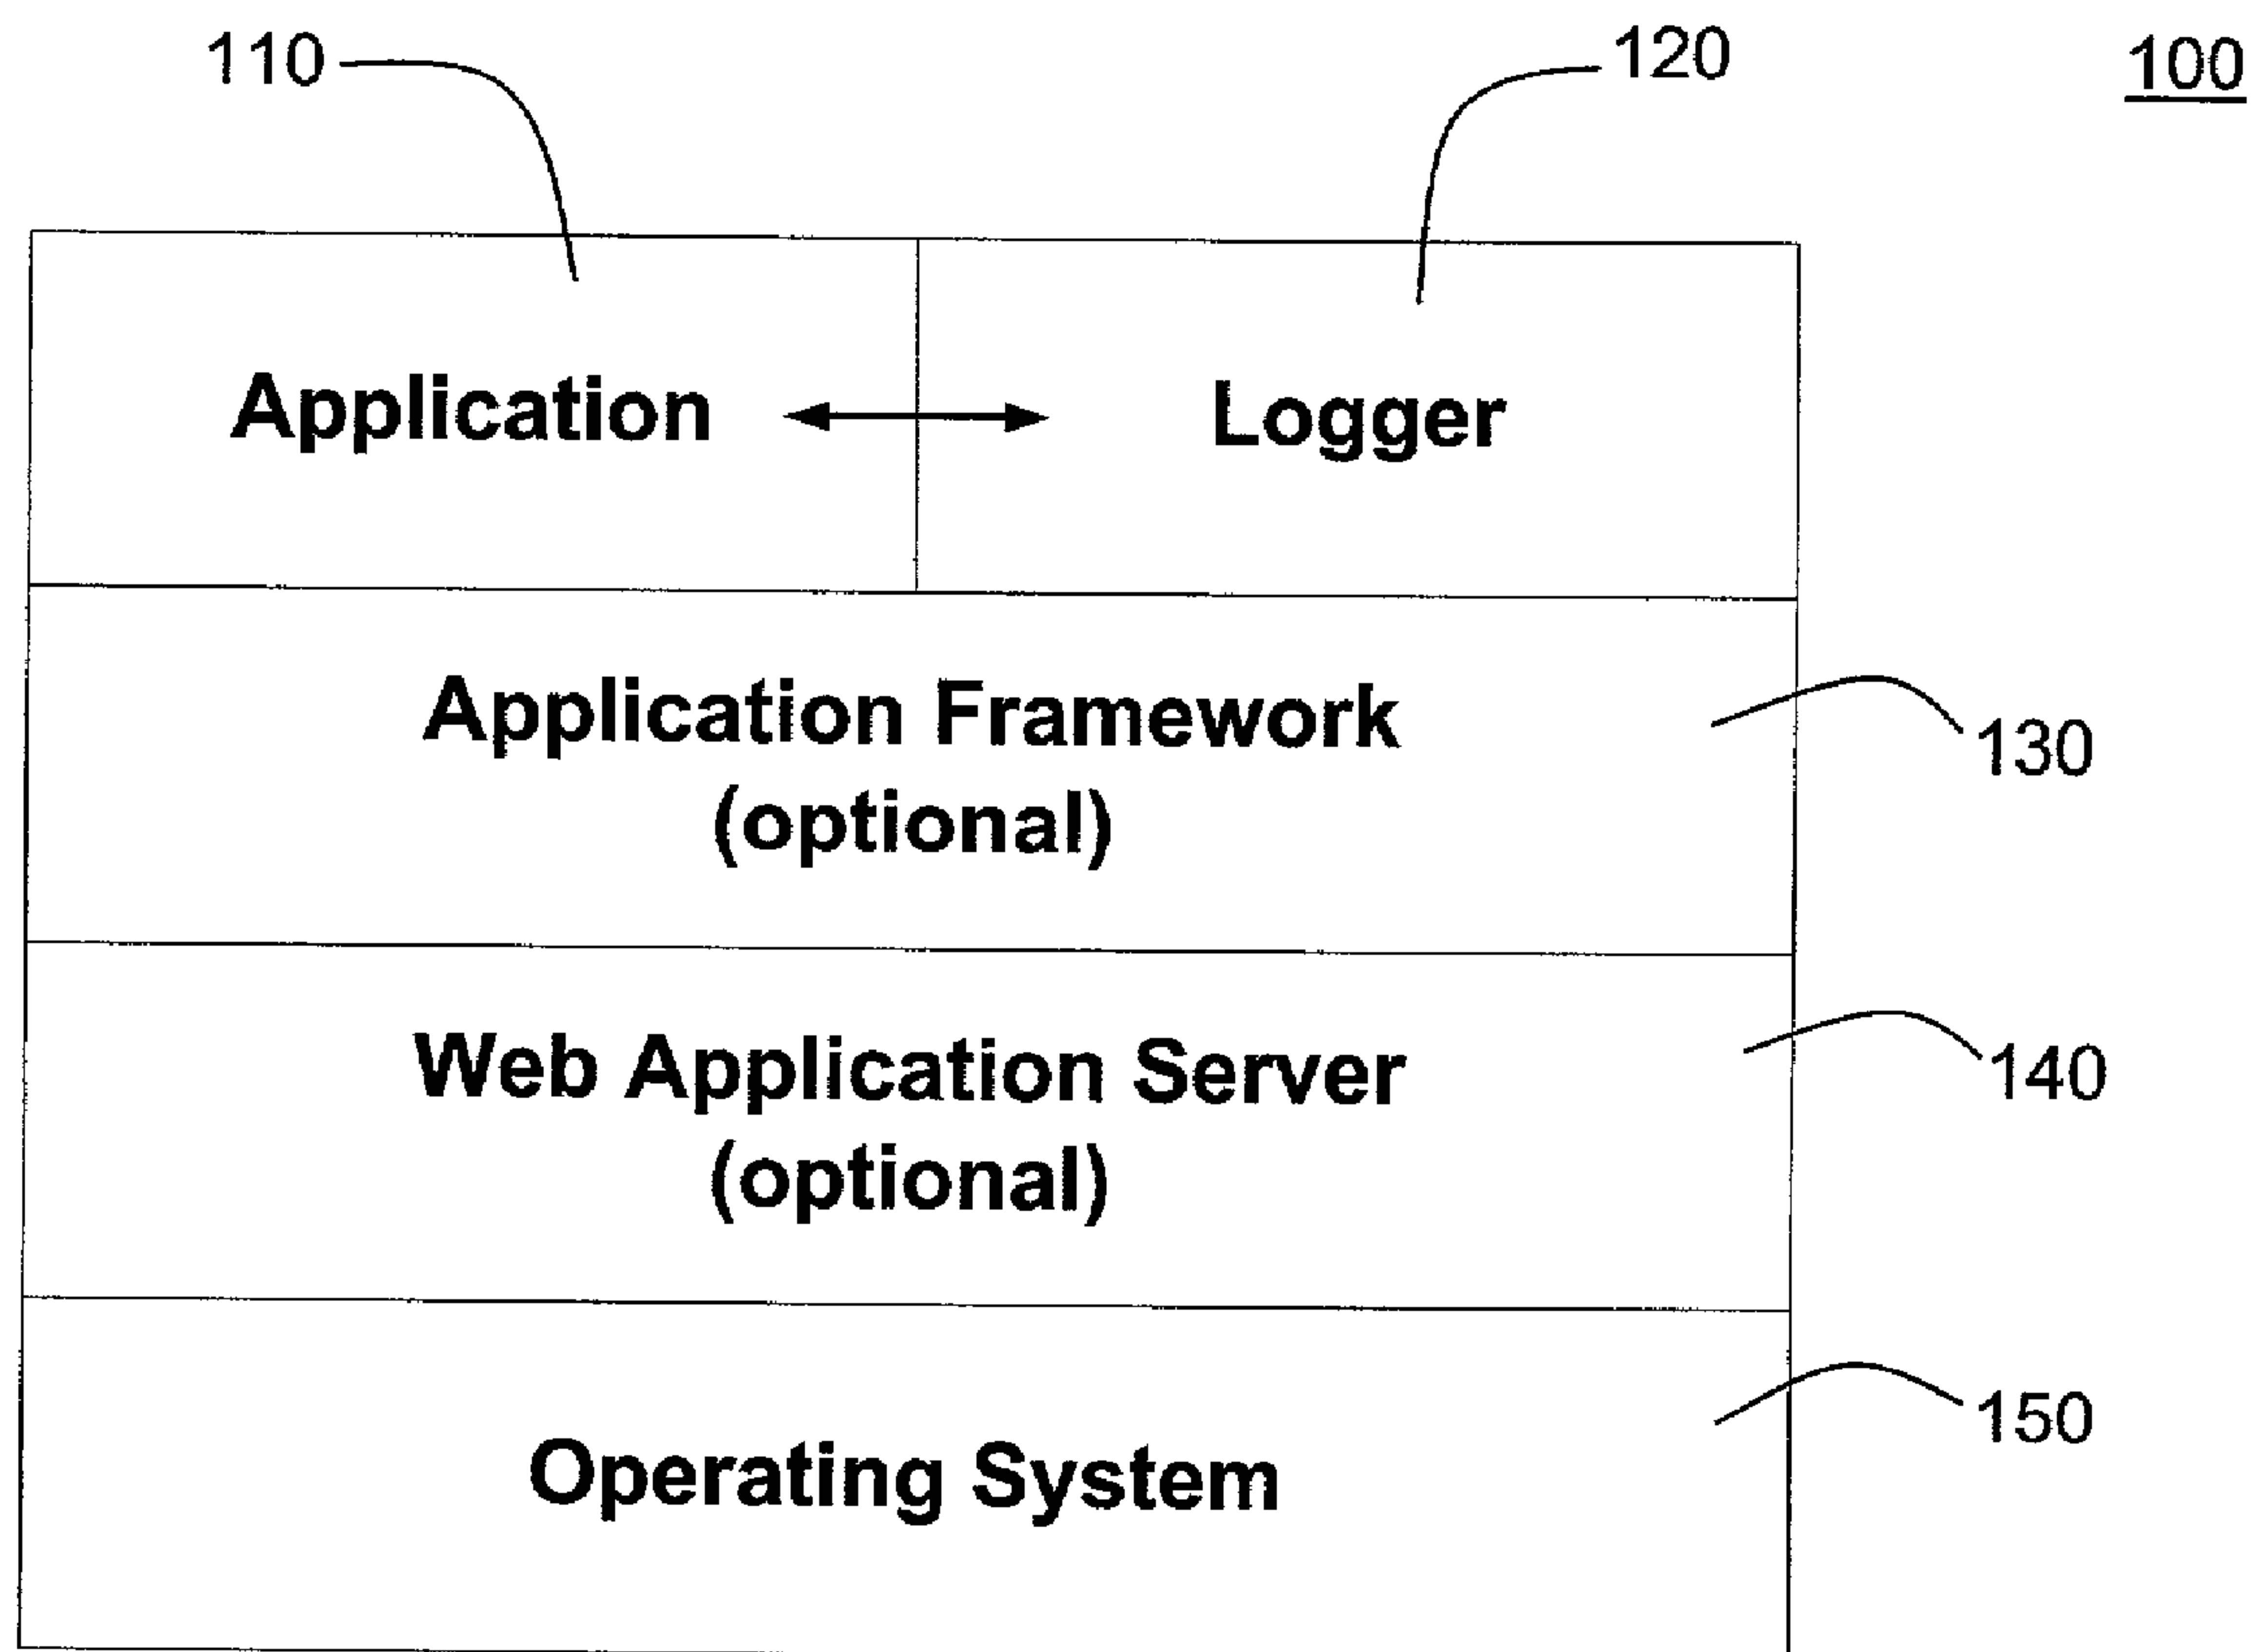 110
120
100
Application
Logger
Application Framework
(optional)
130
Web Application Server
(optional)
140
Operating System
150